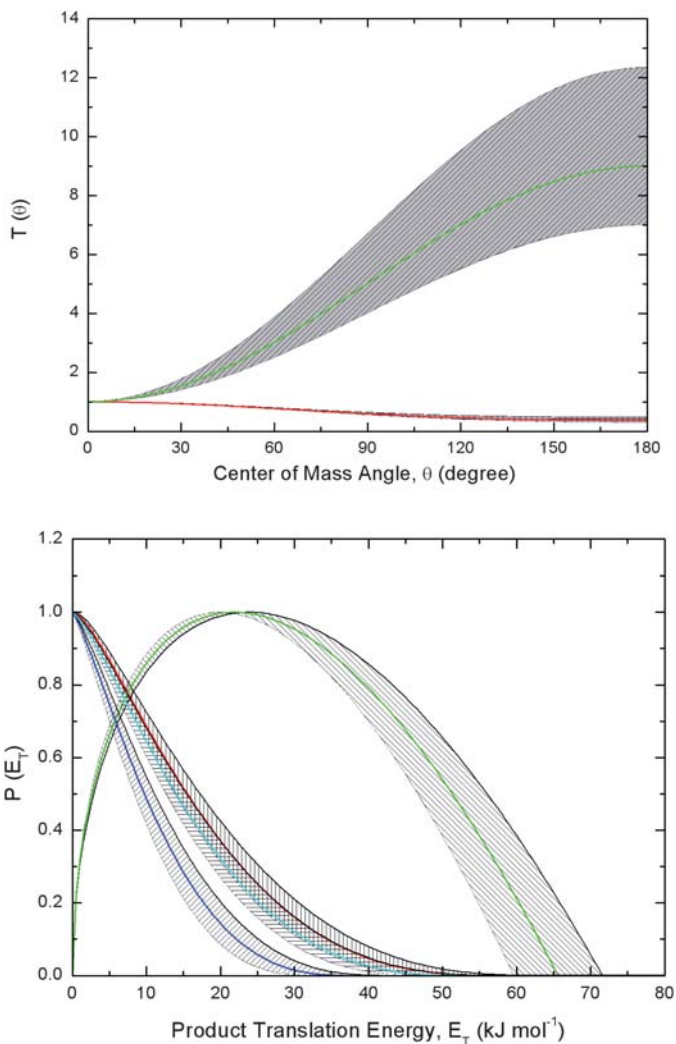 14
12
10
8
6
4
2
0
T (θ)
0 30 60 90 120 150 180
Center of Mass Angle, θ (degree)
1.2
1.0
0.8
0.6
0.4
0.2
0.0
P (E_T)
0 10 20 30 40 50 60 70 80
Product Translation Energy, E_T (kJ mol⁻¹)